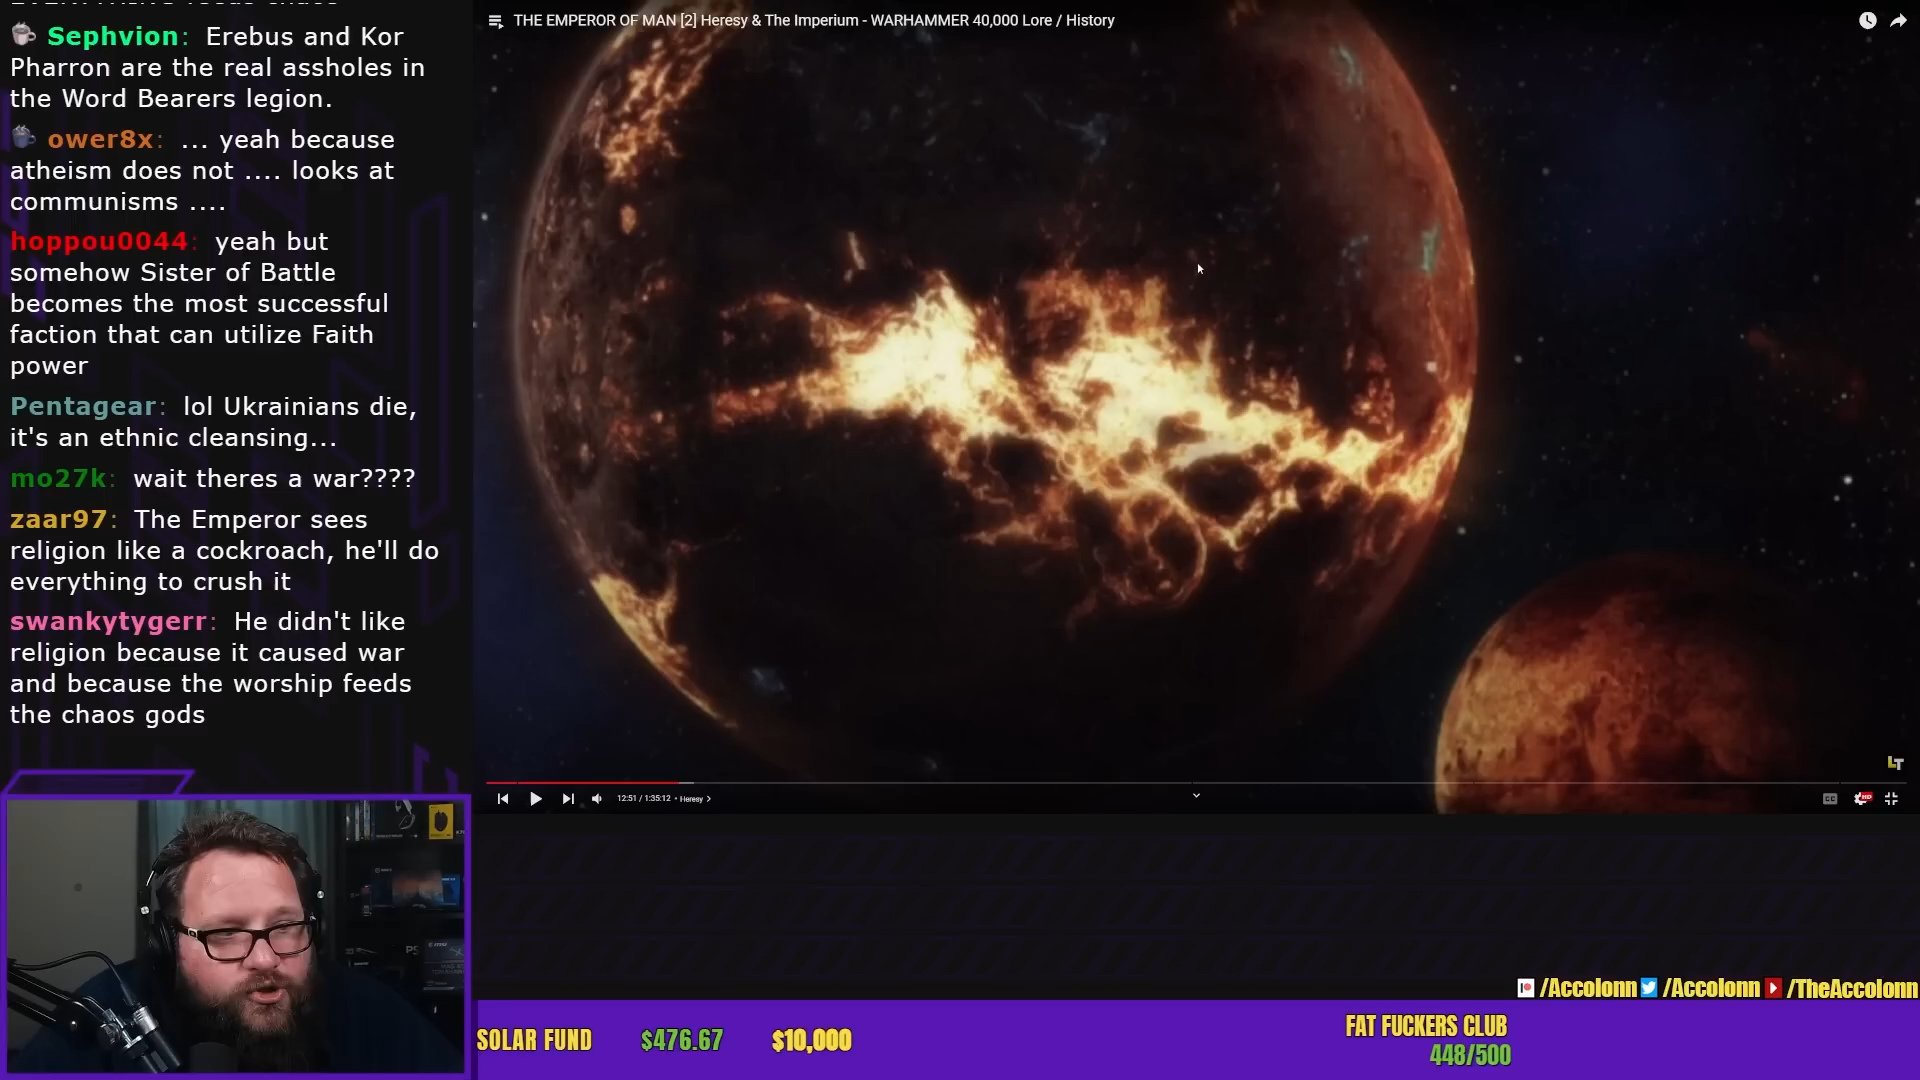 Sephvion: Erebus and Kor
Pharron are the real assholes in
the Word Bearers legion.
ower8x: ... yeah because
atheism does not .... looks at
communisms ....
hoppou0044: yeah but
somehow Sister of Battle
becomes the most successful
faction that can utilize Faith
power
Pentagear: lol Ukrainians die,
it's an ethnic cleansing...
mo27k: wait theres a war????
zaar97: The Emperor sees
religion like a cockroach, he'll do
everything to crush it
swankytygerr: He didn't like
religion because it caused war
and because the worship feeds
the chaos gods
THE EMPEROR OF MAN [2] Heresy & The Imperium - WARHAMMER 40,000 Lore / History
LT
12:51 / 1:35:12 • Heresy >
CC
HD
/Accolonn /Accolonn /TheAccolonn
SOLAR FUND $476.67 $10,000
FAT FUCKERS CLUB
448/500